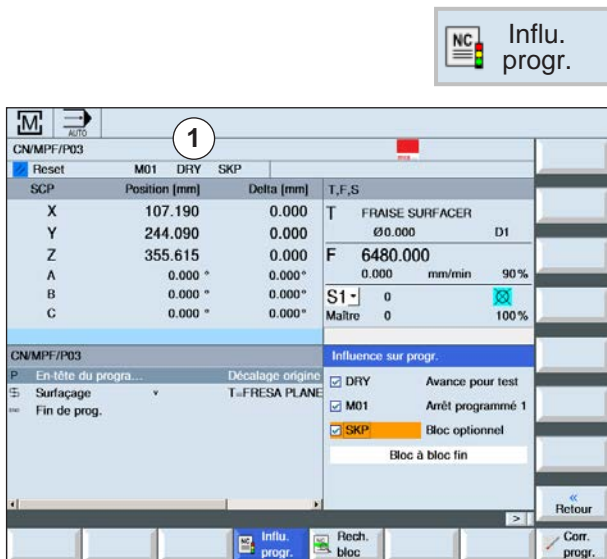 NC
Influ.
progr.
M
AUTO
1
CN/MPF/P03
Reset M01 DRY SKP
SCP Position [mm] Delta [mm] T,F,S
X 107.190 0.000 T FRAISE SURFACER
Y 244.090 0.000 Ø0.000 D1
Z 355.615 0.000 F 6480.000
A 0.000 ° 0.000° 0.000 mm/min 90%
B 0.000 ° 0.000° S1 0
C 0.000 ° 0.000° Maître 0 100%
CN/MPF/P03 Influence sur progr.
P En-tête du progra... Décalage origine
Surfaçage v T=FRESA PLANE
Fin de prog.
DRY Avance pour test
M01 Arrêt programmé 1
SKP Bloc optionnel
Bloc à bloc fin
« Retour
>
Influ. progr.
Rech. bloc
Corr. progr.